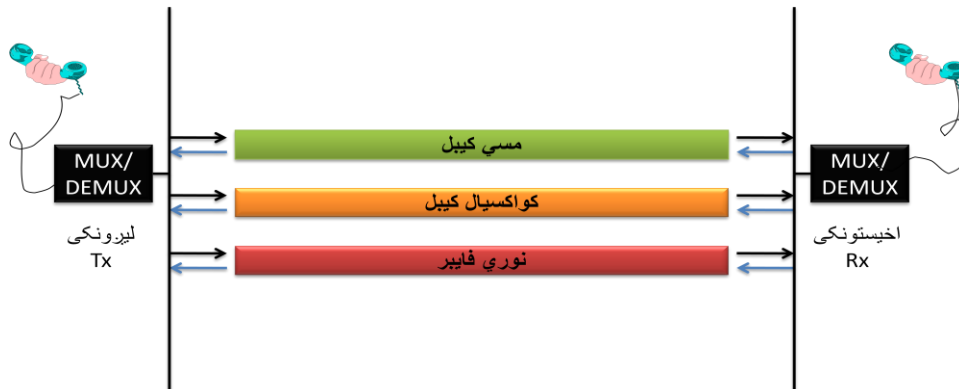 مسي کیبل
MUX/
DEMUX
MUX/
DEMUX
کواکسیال کیبل
لیږونکی
Tx
اخیستونکی
Rx
نوري فایبر